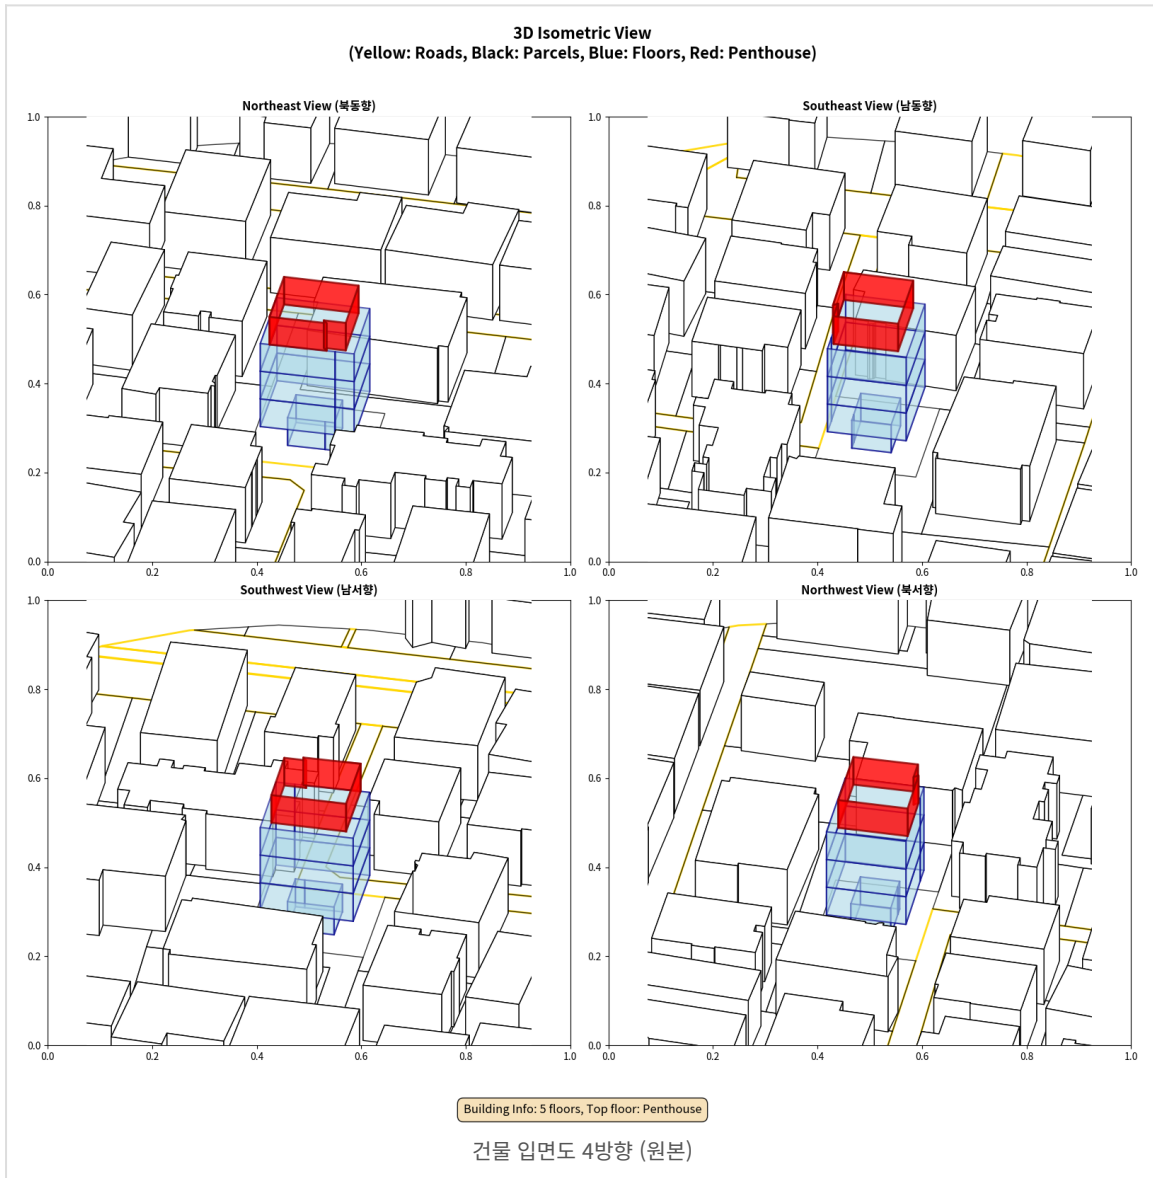 3D Isometric View
(Yellow: Roads, Black: Parcels, Blue: Floors, Red: Penthouse)
Northeast View (북동향)
1.0
0.8
0.6
0.4
0.2
0.0
0.0 0.2 0.4 0.6 0.8 1.0
Southeast View (남동향)
1.0
0.8
0.6
0.4
0.2
0.0
0.0 0.2 0.4 0.6 0.8 1.0
Southwest View (남서향)
1.0
0.8
0.6
0.4
0.2
0.0
0.0 0.2 0.4 0.6 0.8 1.0
Northwest View (북서향)
1.0
0.8
0.6
0.4
0.2
0.0
0.0 0.2 0.4 0.6 0.8 1.0
Building Info: 5 floors, Top floor: Penthouse
건물 입면도 4방향 (원본)